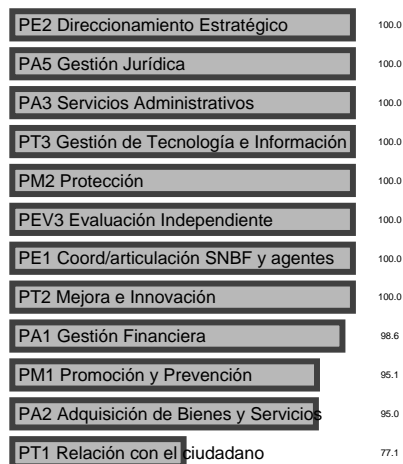 PE2 Direccionamiento Estratégico 100.0
PA5 Gestión Jurídica 100.0
PA3 Servicios Administrativos 100.0
PT3 Gestión de Tecnología e Información 100.0
PM2 Protección 100.0
PEV3 Evaluación Independiente 100.0
PE1 Coord/articulación SNBF y agentes 100.0
PT2 Mejora e Innovación 100.0
PA1 Gestión Financiera 98.6
PM1 Promoción y Prevención 95.1
PA2 Adquisición de Bienes y Servicios 95.0
PT1 Relación con el ciudadano 77.1